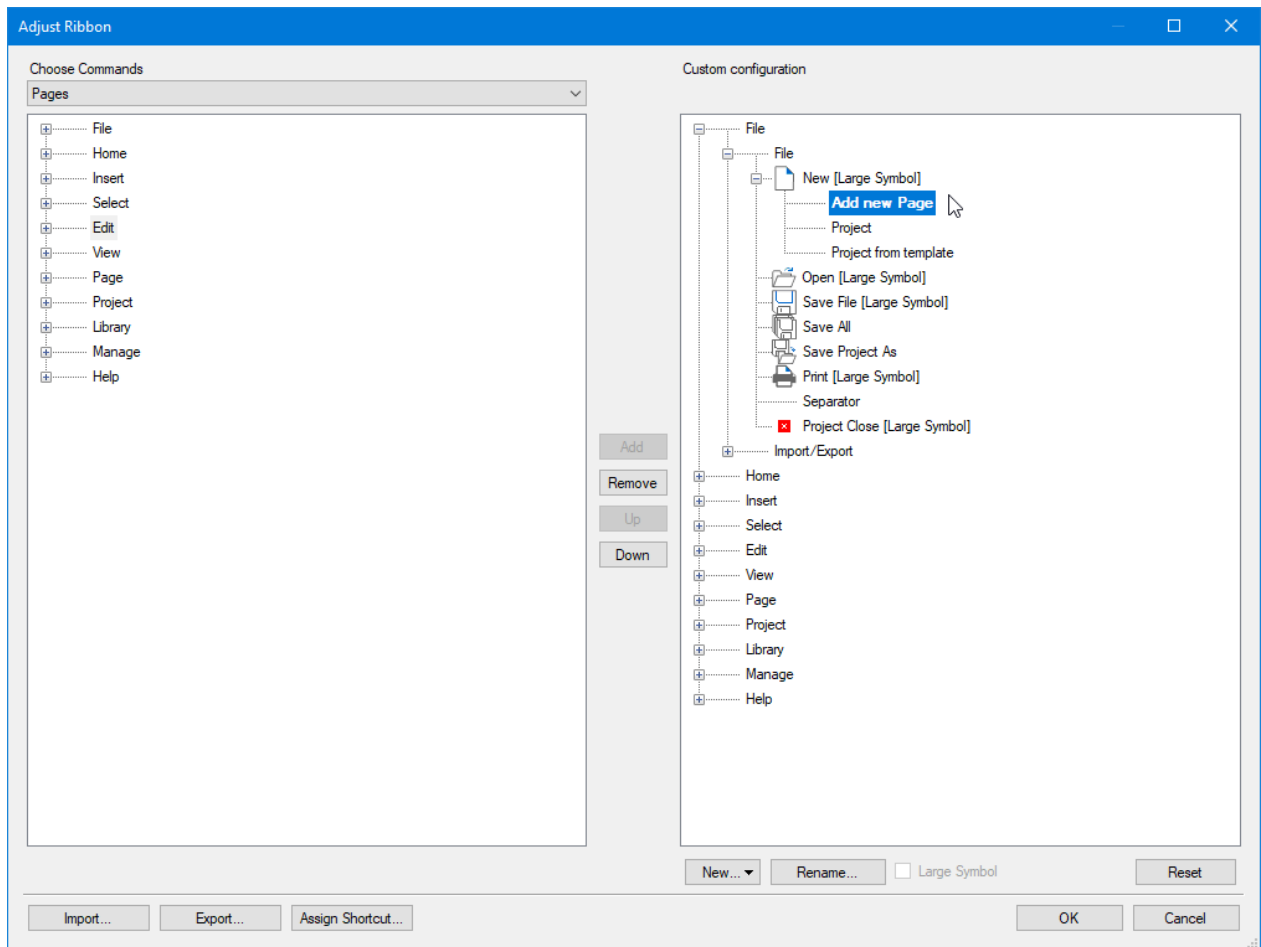 Adjust Ribbon
Choose Commands
Pages
File
Home
Insert
Select
Edit
View
Page
Project
Library
Manage
Help
Add
Remove
Up
Down
Custom configuration
File
File
New [Large Symbol]
Add new Page
Project
Project from template
Open [Large Symbol]
Save File [Large Symbol]
Save All
Save Project As
Print [Large Symbol]
Separator
Project Close [Large Symbol]
Import/Export
Home
Insert
Select
Edit
View
Page
Project
Library
Manage
Help
New... Rename... Large Symbol Reset
Import... Export... Assign Shortcut... OK Cancel